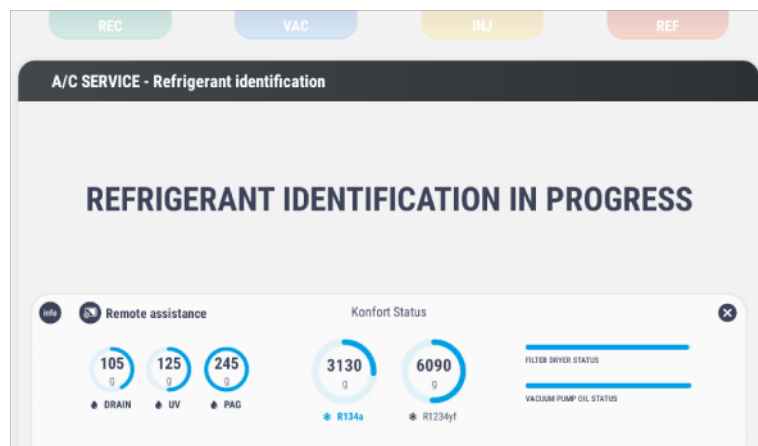 REC VAC INJ REF
A/C SERVICE - Refrigerant identification
REFRIGERANT IDENTIFICATION IN PROGRESS
info Remote assistance Konfort Status
105 125 245 3130 6090
g g g g g
FILTER DRYER STATUS
DRAIN UV PAG R134a R1234yf
VACUUM PUMP OIL STATUS